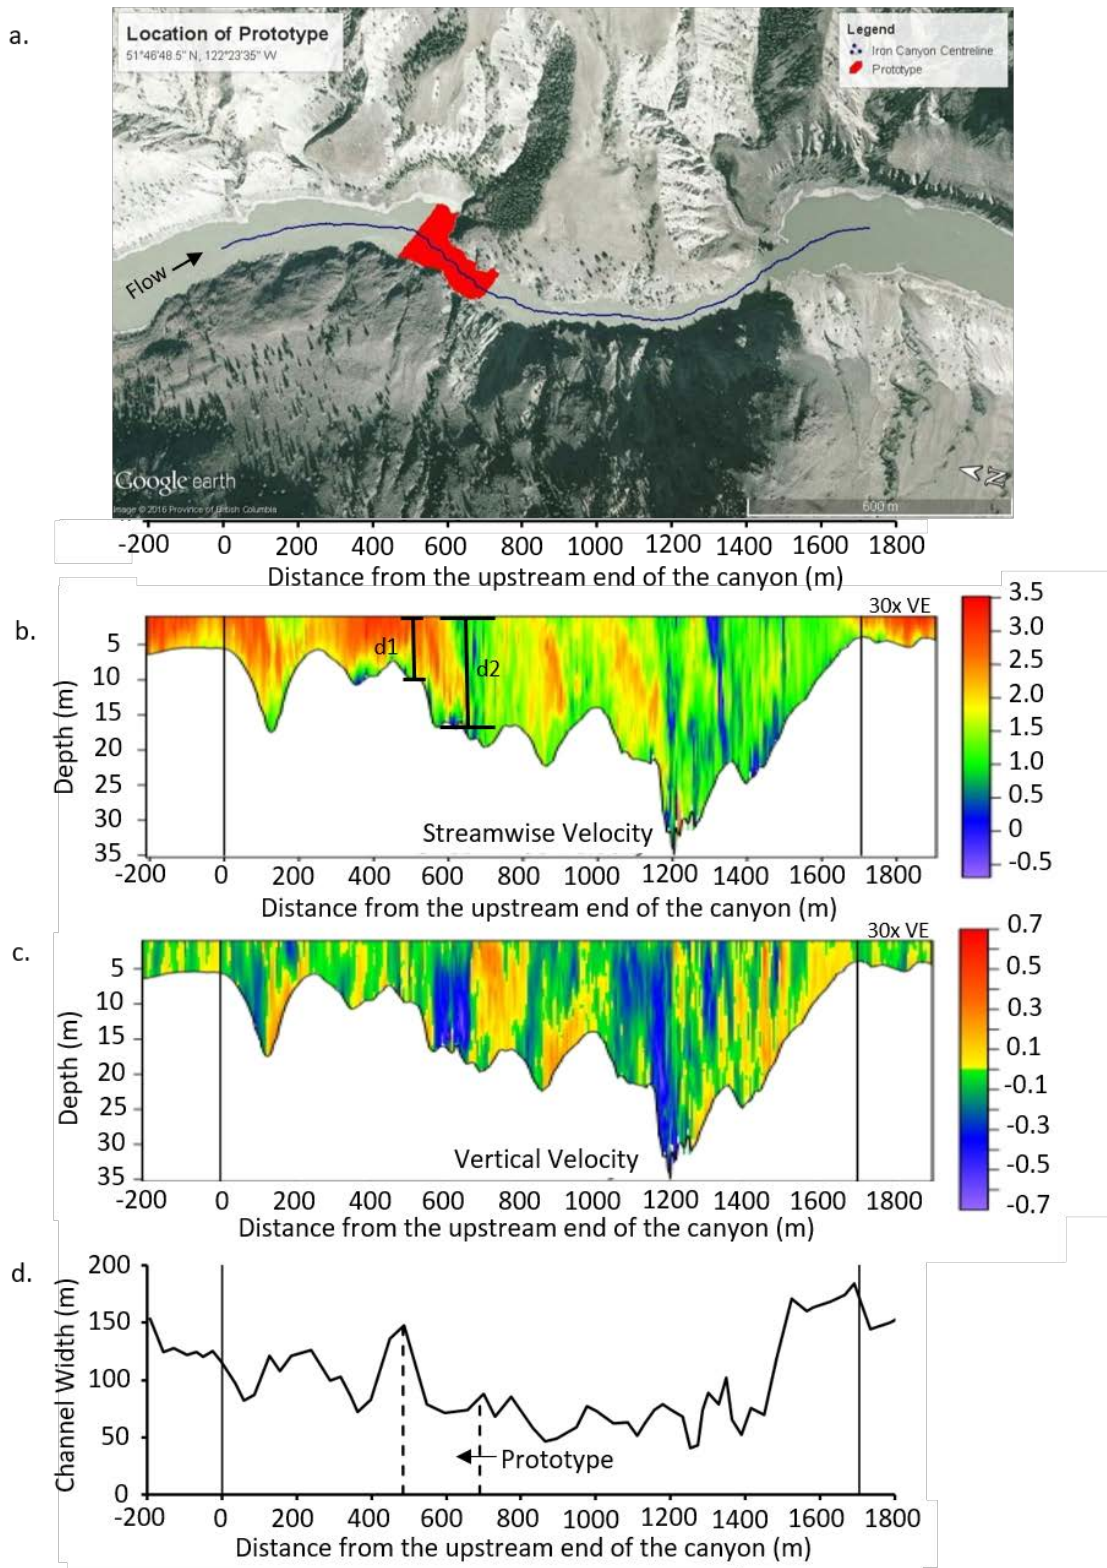 a.
Location of Prototype
51°46'48.5" N, 122°23'35" W
Legend
Iron Canyon Centreline
Prototype
Flow
Google earth
Image © 2016 Province of British Columbia
N
600 m
-200 0 200 400 600 800 1000 1200 1400 1600 1800
Distance from the upstream end of the canyon (m)
b.
30x VE
Depth (m)
5
10
15
20
25
30
35
d1
d2
Streamwise Velocity
3.5
3.0
2.5
2.0
1.5
1.0
0.5
0
-0.5
-200 0 200 400 600 800 1000 1200 1400 1600 1800
Distance from the upstream end of the canyon (m)
c.
30x VE
Depth (m)
5
10
15
20
25
30
35
Vertical Velocity
0.7
0.5
0.3
0.1
-0.1
-0.3
-0.5
-0.7
-200 0 200 400 600 800 1000 1200 1400 1600 1800
Distance from the upstream end of the canyon (m)
d.
Channel Width (m)
200
150
100
50
0
Prototype
-200 0 200 400 600 800 1000 1200 1400 1600 1800
Distance from the upstream end of the canyon (m)